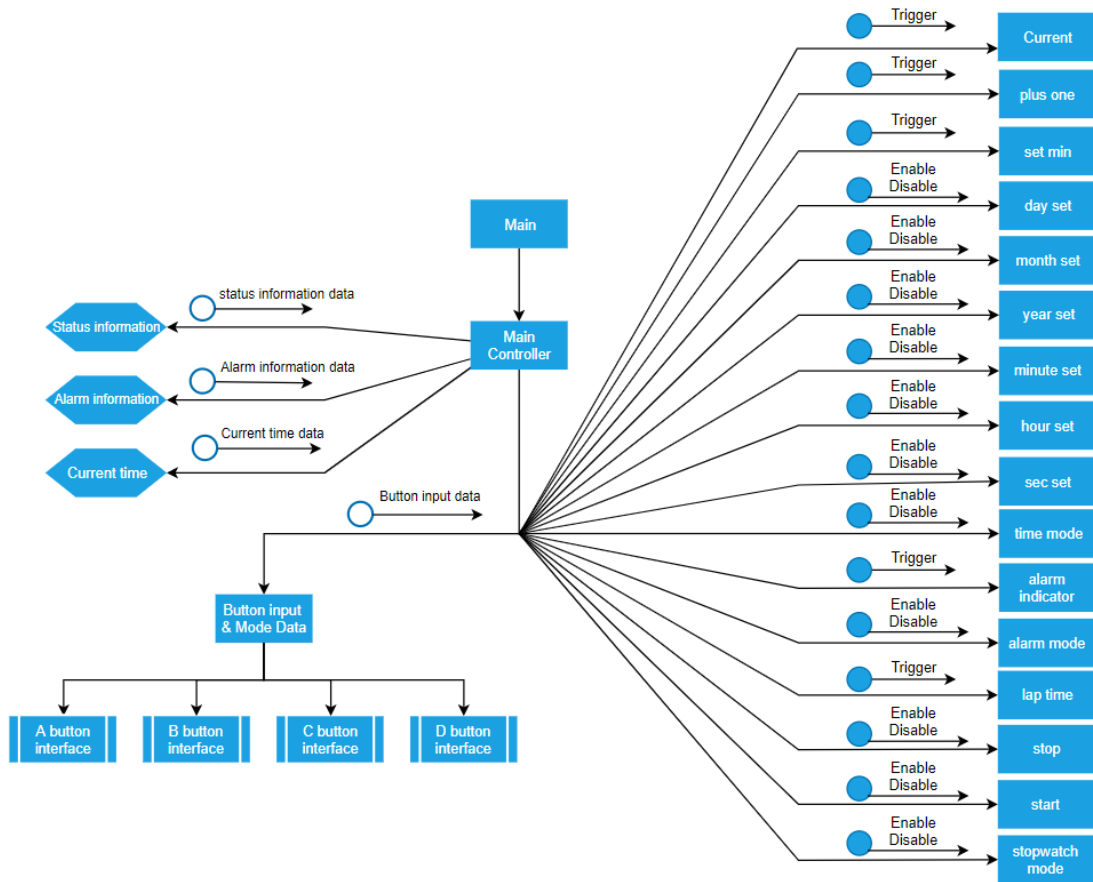 Trigger
Current
Trigger
plus one
Trigger
set min
Enable
Disable
day set
Enable
Disable
month set
Enable
Disable
year set
Enable
Disable
minute set
Enable
Disable
hour set
Enable
Disable
sec set
Enable
Disable
time mode
Trigger
alarm
indicator
Enable
Disable
alarm mode
Trigger
lap time
Enable
Disable
stop
Enable
Disable
start
Enable
Disable
stopwatch
mode
Main
Main
Controller
status information data
Status information
Alarm information data
Alarm information
Current time data
Current time
Button input data
Button input
& Mode Data
A button
interface
B button
interface
C button
interface
D button
interface